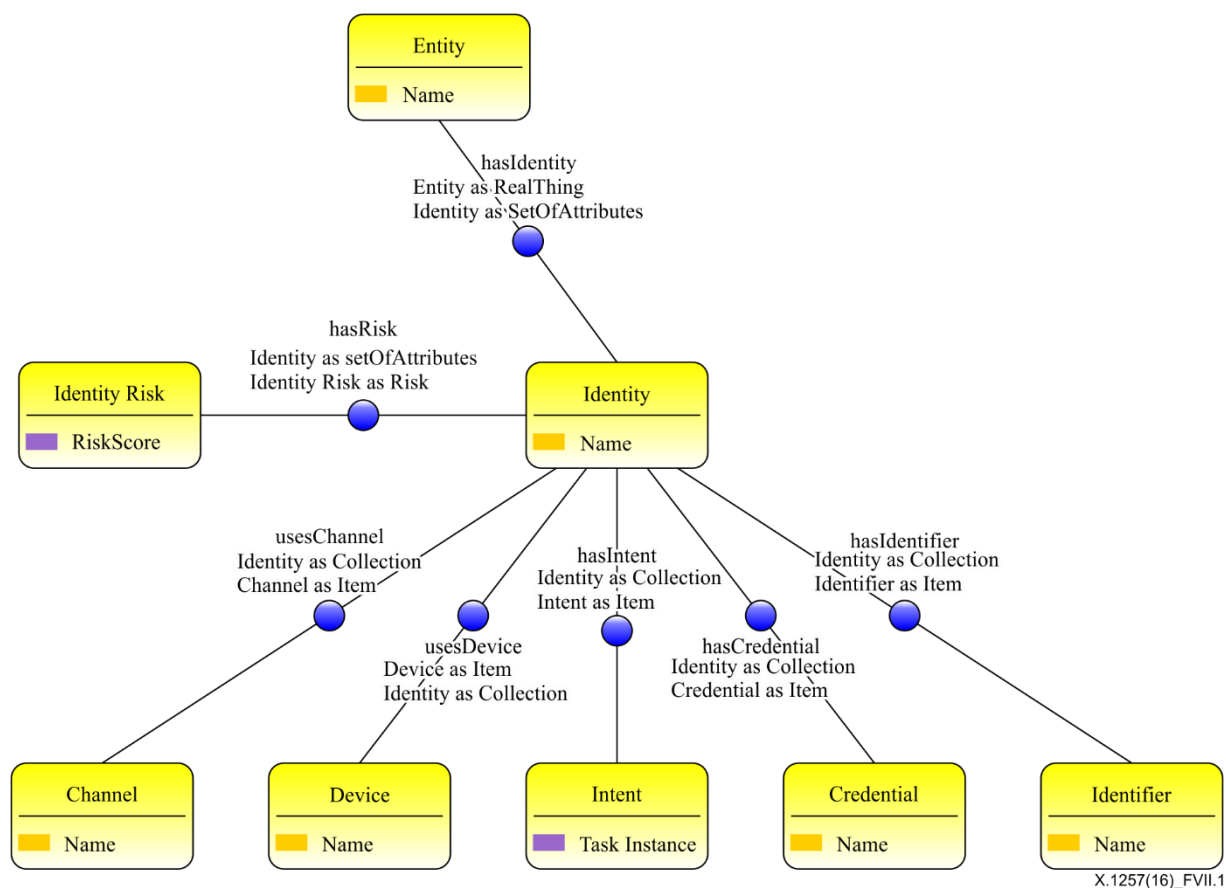 Entity
Name
hasIdentity
Entity as RealThing
Identity as SetOfAttributes
hasRisk
Identity as setOfAttributes
Identity Risk as Risk
Identity Risk
RiskScore
Identity
Name
usesChannel
Identity as Collection
Channel as Item
usesDevice
Device as Item
Identity as Collection
hasIntent
Identity as Collection
Intent as Item
hasCredential
Identity as Collection
Credential as Item
hasIdentifier
Identity as Collection
Identifier as Item
Channel
Name
Device
Name
Intent
Task Instance
Credential
Name
Identifier
Name
X.1257(16)_FVII.1